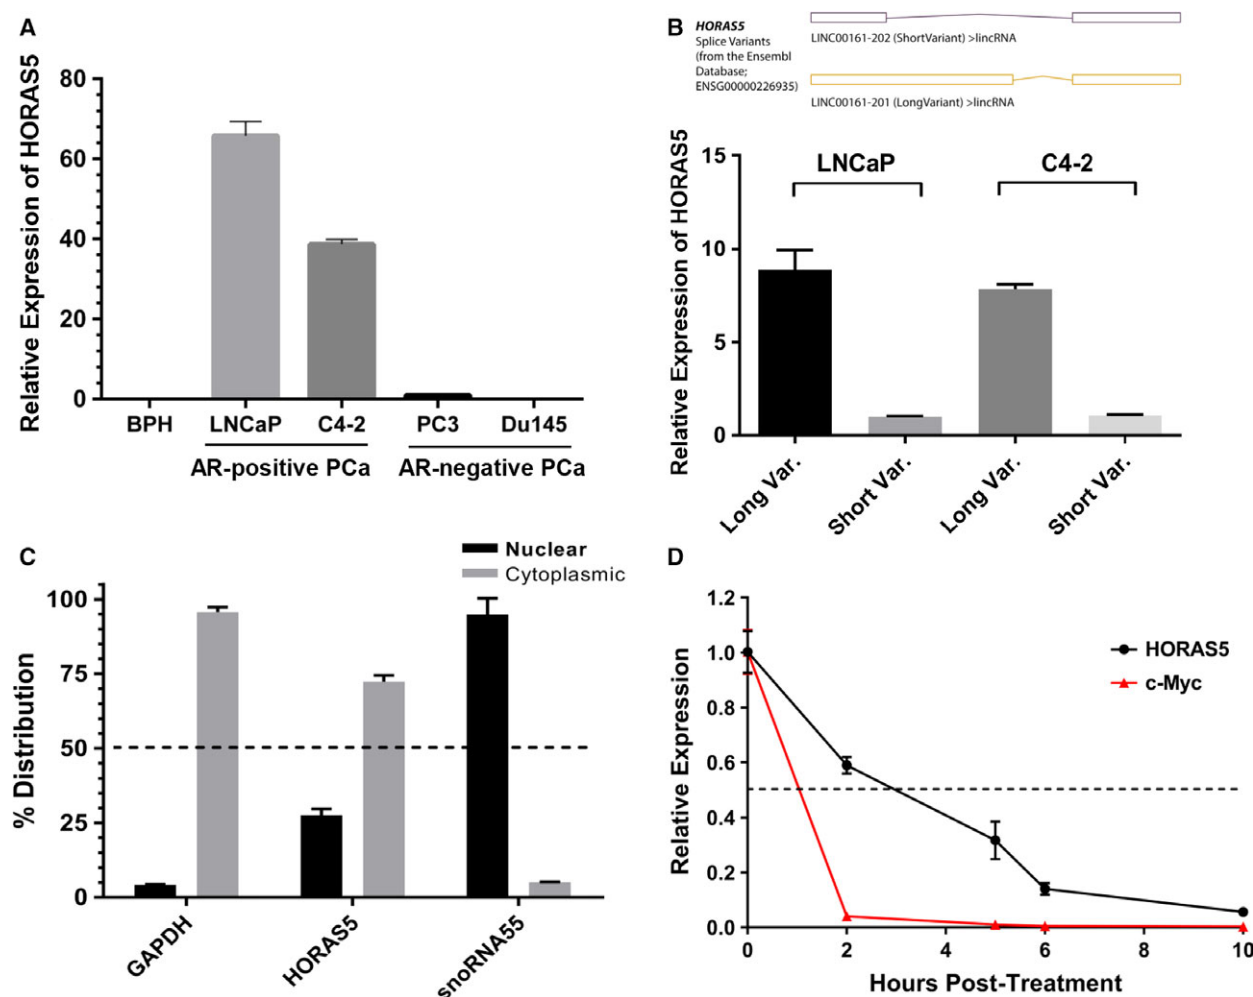 A
Relative Expression of HORAS5
80
60
40
20
0
BPH
LNCaP
C4-2
PC3
Du145
AR-positive PCa
AR-negative PCa
B
HORAS5
Splice Variants
(from the Ensembl
Database;
ENSG00000226935)
LINC00161-202 (ShortVariant) >lincRNA
LINC00161-201 (LongVariant) >lincRNA
Relative Expression of HORAS5
15
10
5
0
LNCaP
C4-2
Long Var.
Short Var.
Long Var.
Short Var.
C
Nuclear
Cytoplasmic
% Distribution
100
75
50
25
0
GAPDH
HORAS5
snoRNA55
D
Relative Expression
1.2
1.0
0.8
0.6
0.4
0.2
0.0
HORAS5
c-Myc
0
2
4
6
8
10
Hours Post-Treatment